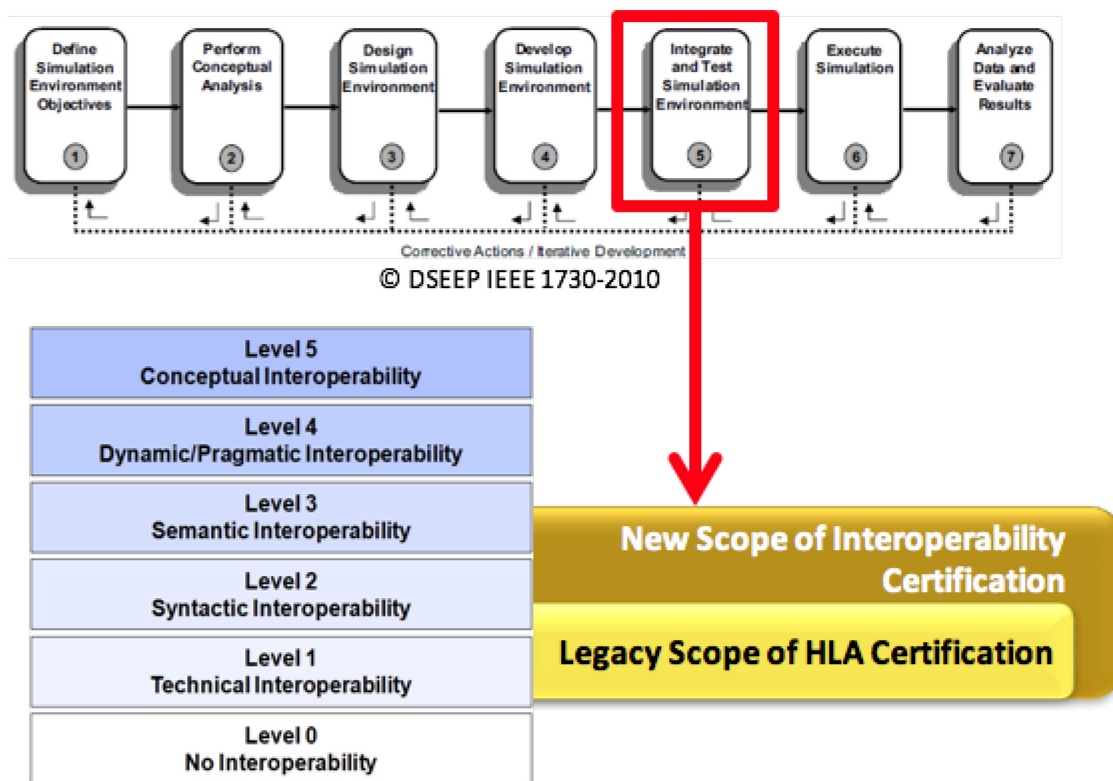 Define
Simulation
Environment
Objectives
1
Perform
Conceptual
Analysis
2
Design
Simulation
Environment
3
Develop
Simulation
Environment
4
Integrate
and Test
Simulation
Environment
5
Execute
Simulation
6
Analyze
Data and
Evaluate
Results
7
Corrective Actions / Iterative Development
© DSEEP IEEE 1730-2010
Level 5
Conceptual Interoperability
Level 4
Dynamic/Pragmatic Interoperability
Level 3
Semantic Interoperability
Level 2
Syntactic Interoperability
Level 1
Technical Interoperability
Level 0
No Interoperability
New Scope of Interoperability
Certification
Legacy Scope of HLA Certification